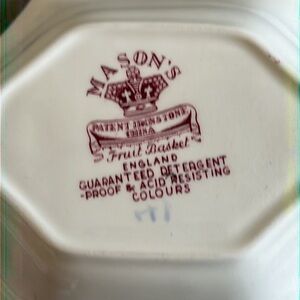 MASON'S
PATENT IRONSTONE
CHINA
Fruit Basket
ENGLAND
GUARANTEED DETERGENT
-PROOF & ACID RESISTING
COLOURS